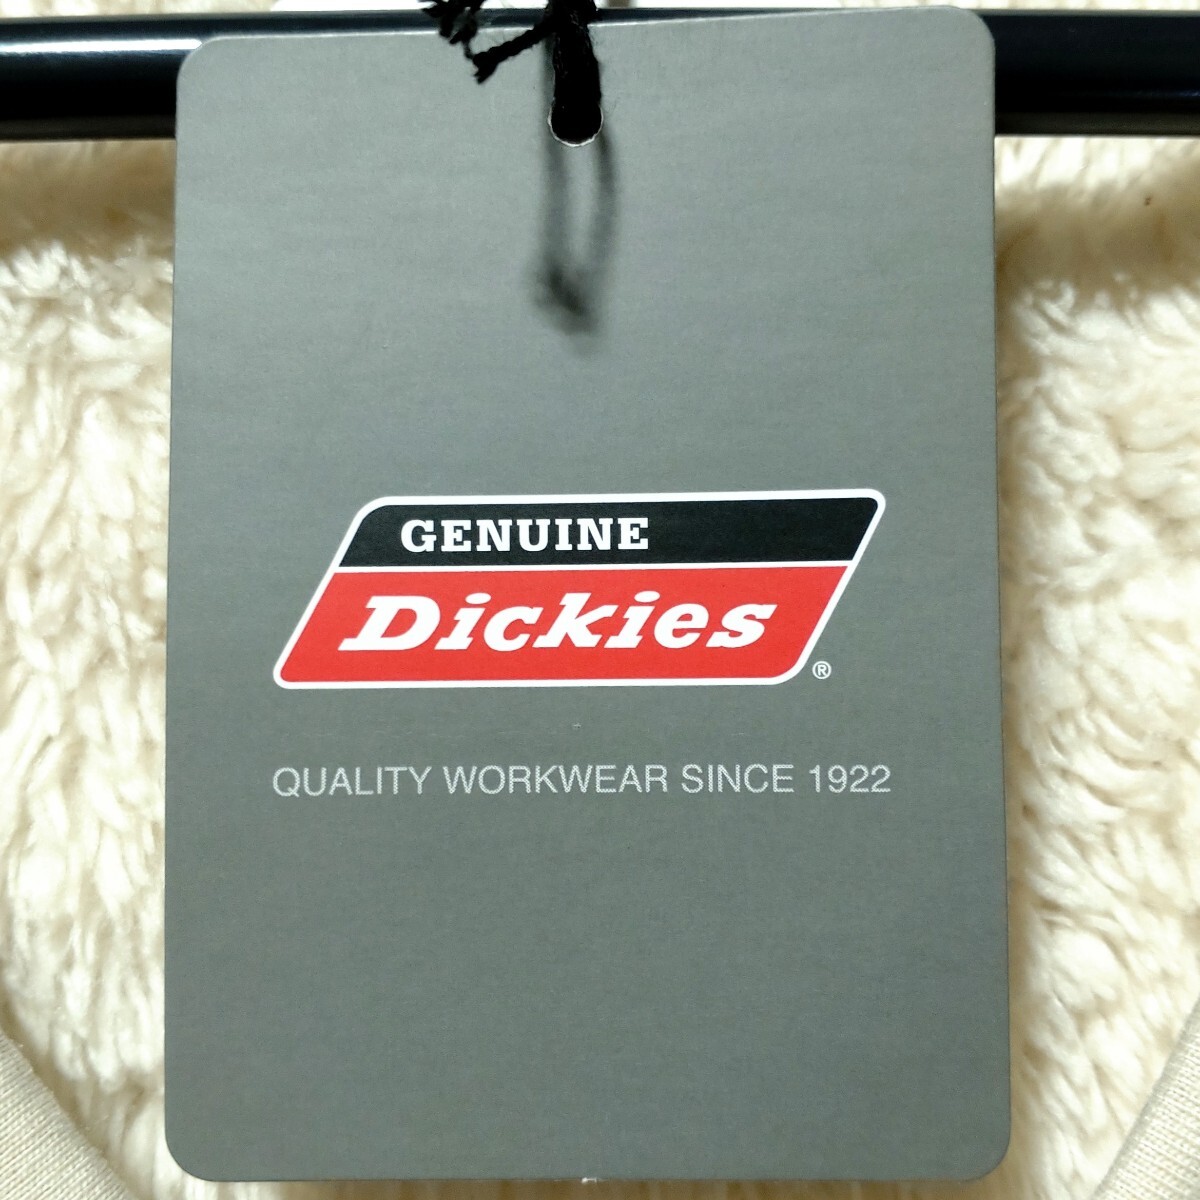 GENUINE
Dickies®
QUALITY WORKWEAR SINCE 1922